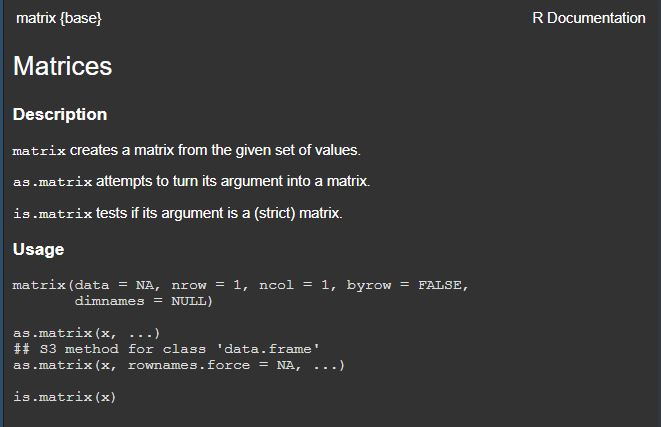 matrix {base} R Documentation
Matrices
Description
matrix creates a matrix from the given set of values.
as.matrix attempts to turn its argument into a matrix.
is.matrix tests if its argument is a (strict) matrix.
Usage
matrix(data = NA, nrow = 1, ncol = 1, byrow = FALSE,
       dimnames = NULL)
as.matrix(x, ...)
## S3 method for class 'data.frame'
as.matrix(x, rownames.force = NA, ...)
is.matrix(x)